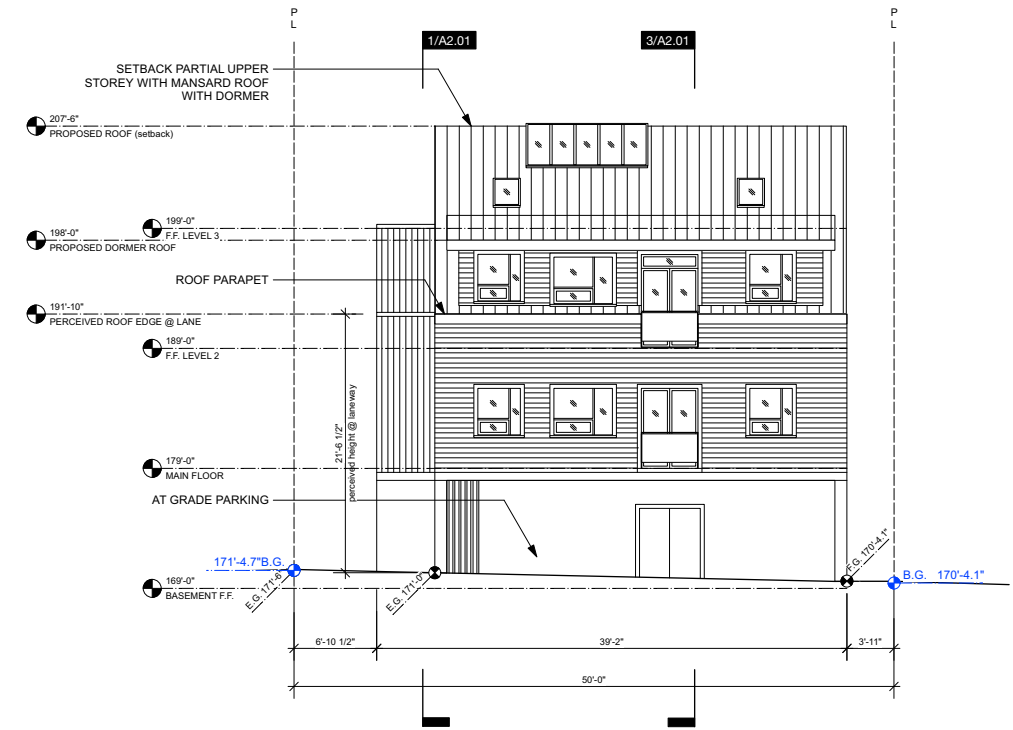 P
L
P
L
1/A2.01
3/A2.01
SETBACK PARTIAL UPPER
STOREY WITH MANSARD ROOF
WITH DORMER
207'-6"
PROPOSED ROOF (setback)
199'-0"
F.F. LEVEL 3
198'-0"
PROPOSED DORMER ROOF
ROOF PARAPET
191'-10"
PERCEIVED ROOF EDGE @ LANE
189'-0"
F.F. LEVEL 2
21'-6 1/2"
perceived height @ laneway
179'-0"
MAIN FLOOR
AT GRADE PARKING
171'-4.7"B.G.
E.G. 171'-6"
E.G. 171'-0"
F.G. 170'-4.1"
B.G. 170'-4.1"
169'-0"
BASEMENT F.F.
6'-10 1/2"
39'-2"
3'-11"
50'-0"